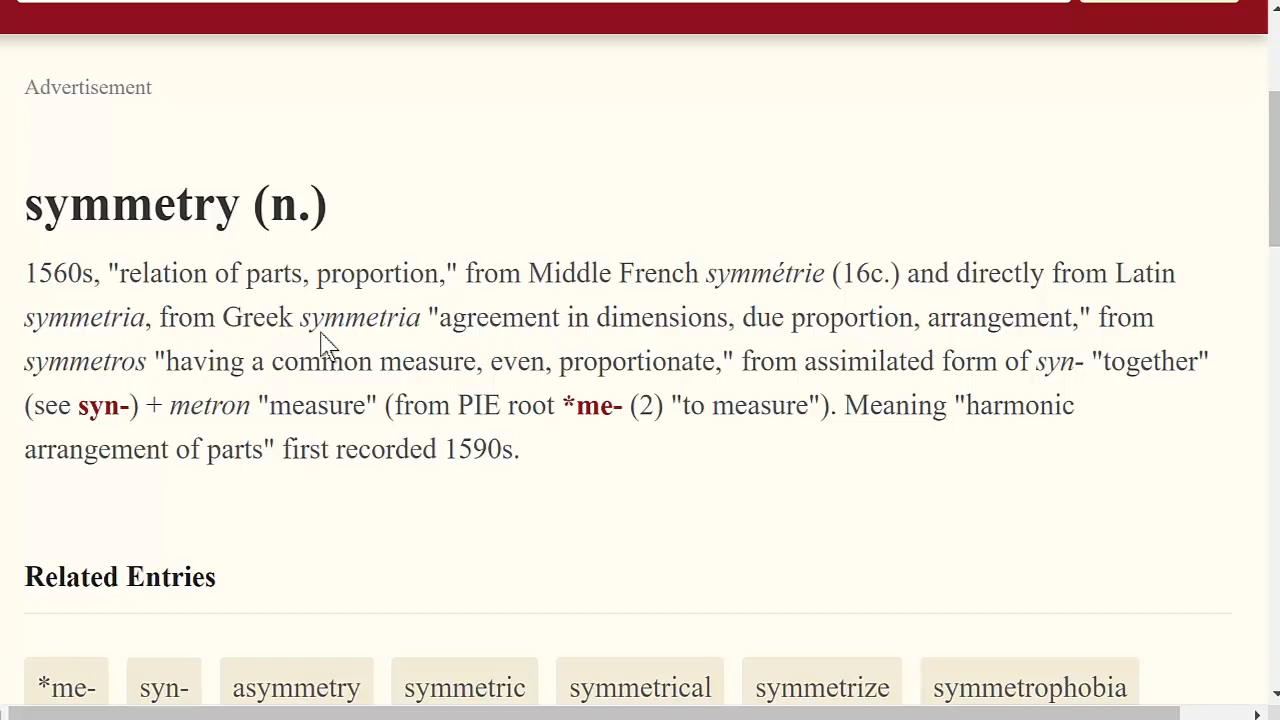 Advertisement
symmetry (n.)
1560s, "relation of parts, proportion," from Middle French symmétrie (16c.) and directly from Latin
symmetria, from Greek symmetria "agreement in dimensions, due proportion, arrangement," from
symmetros "having a common measure, even, proportionate," from assimilated form of syn- "together"
(see syn-) + metron "measure" (from PIE root *me- (2) "to measure"). Meaning "harmonic
arrangement of parts" first recorded 1590s.
Related Entries
*me- syn- asymmetry symmetric symmetrical symmetrize symmetrophobia